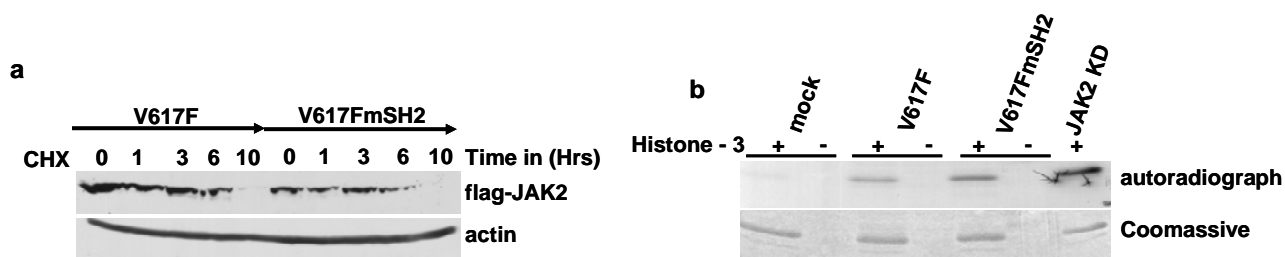 a
V617F V617FmSH2
CHX 0 1 3 6 10 0 1 3 6 10 Time in (Hrs)
flag-JAK2
actin
b
mock V617F V617FmSH2 JAK2 KD
Histone - 3 + - + - + - +
autoradiograph
Coomassive